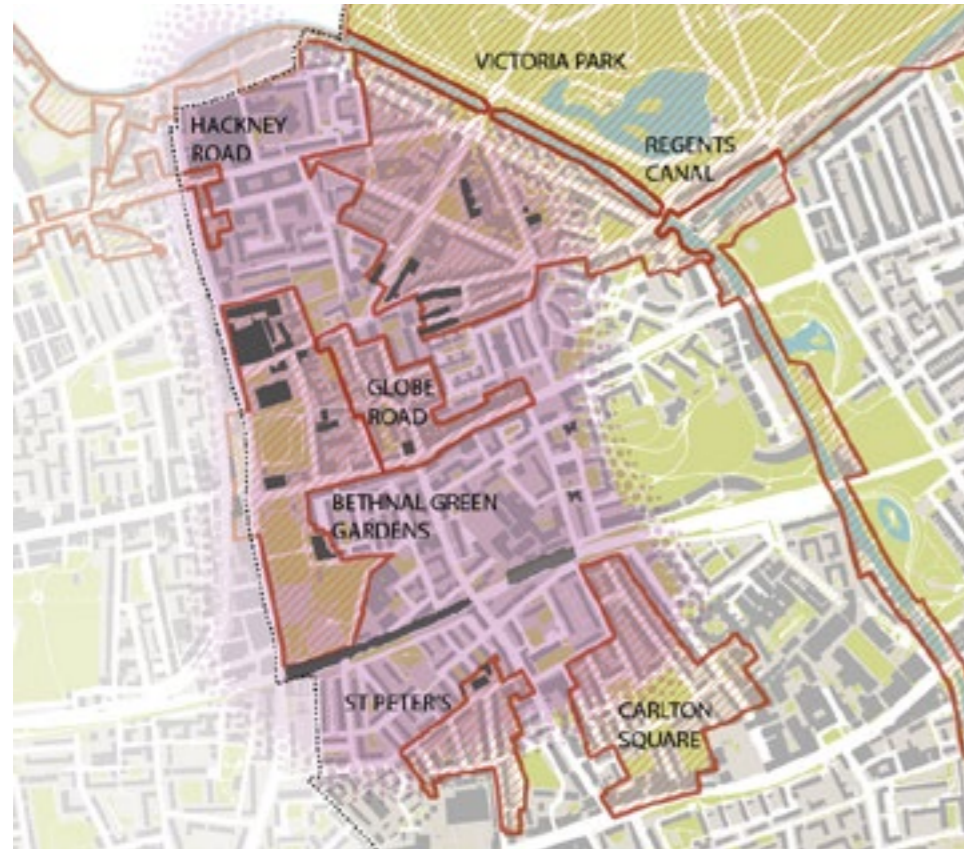 VICTORIA PARK
HACKNEY
ROAD
REGENTS
CANAL
GLOBE
ROAD
BETHNAL GREEN
GARDENS
ST PETER'S
CARLTON
SQUARE